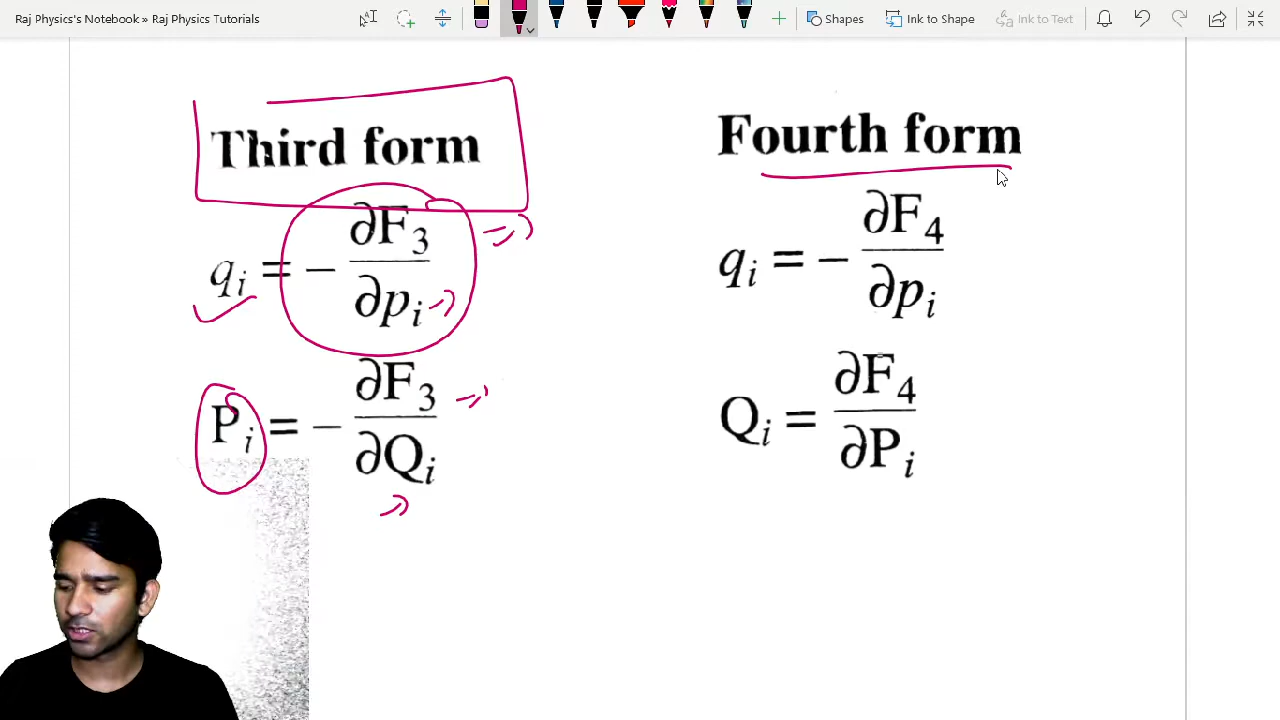 Raj Physics's Notebook » Raj Physics Tutorials
Shapes
Ink to Shape
Ink to Text
Third form
qᵢ = − ∂F₃/∂pᵢ
Pᵢ = − ∂F₃/∂Qᵢ
Fourth form
qᵢ = − ∂F₄/∂pᵢ
Qᵢ = ∂F₄/∂Pᵢ